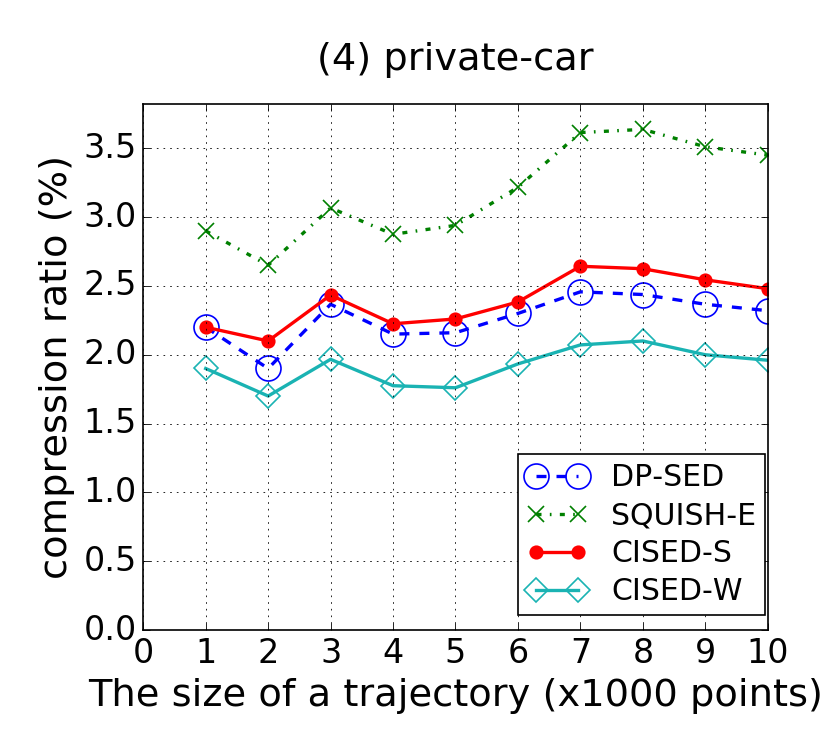 (4) private-car
compression ratio (%)
3.5
3.0
2.5
2.0
1.5
1.0
0.5
0.0
DP-SED
SQUISH-E
CISED-S
CISED-W
0 1 2 3 4 5 6 7 8 9 10
The size of a trajectory (x1000 points)